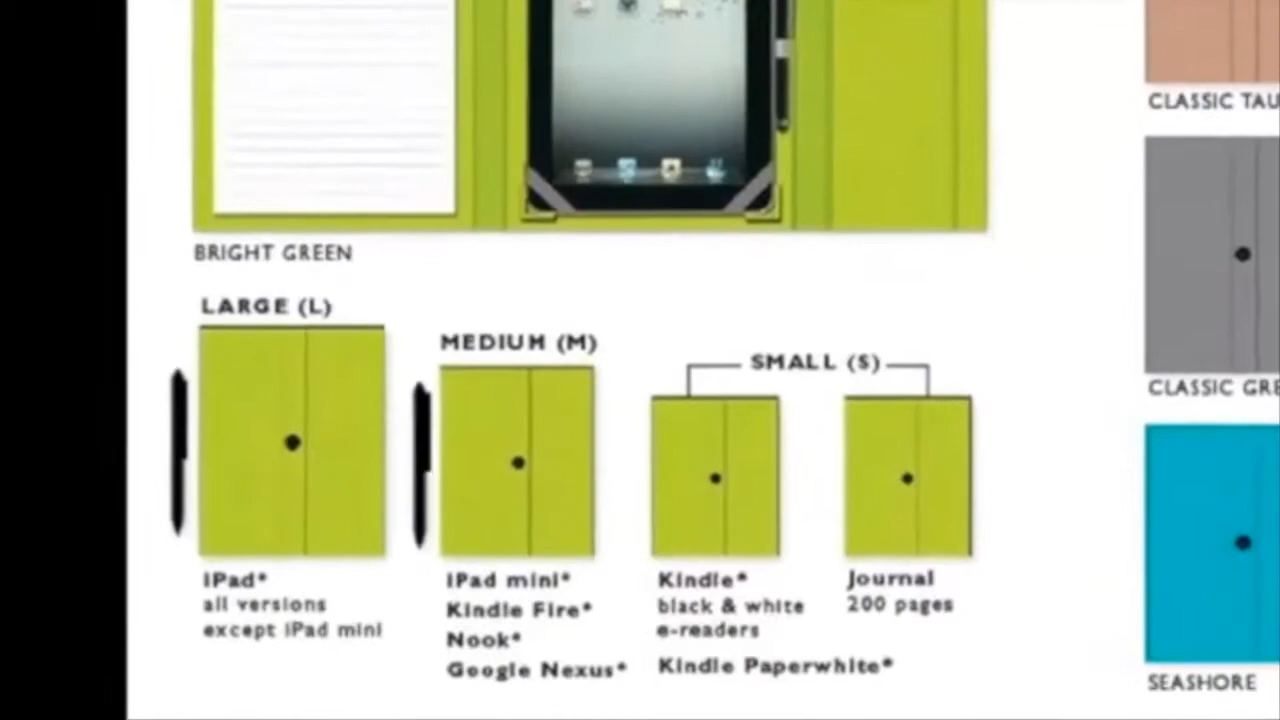 BRIGHT GREEN
LARGE (L)
MEDIUM (M)
SMALL (S)
iPad*
all versions
except iPad mini
iPad mini*
Kindle Fire*
Nook*
Google Nexus*
Kindle*
black & white
e-readers
Kindle Paperwhite*
Journal
200 pages
CLASSIC TAU
CLASSIC GRE
SEASHORE